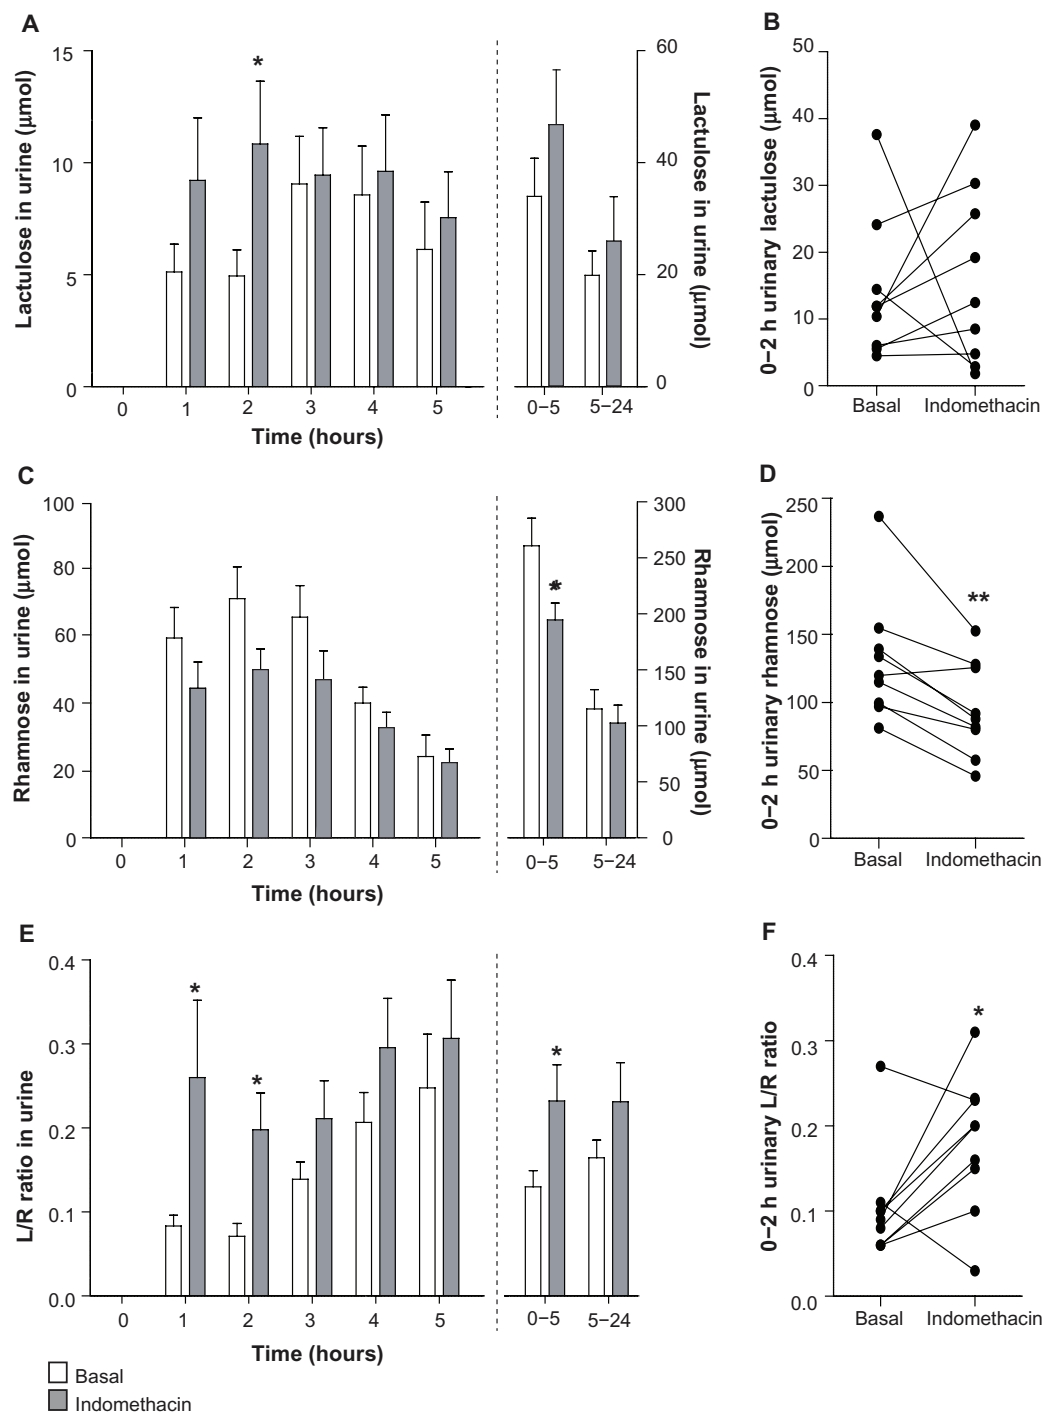 A
B
15
10
5
0
Lactulose in urine (μmol)
*
0
1
2
3
4
5
Time (hours)
60
40
20
0
Lactulose in urine (μmol)
0–5
5–24
50
40
30
20
10
0
0–2 h urinary lactulose (μmol)
Basal
Indomethacin
C
D
100
80
60
40
20
0
Rhamnose in urine (μmol)
0
1
2
3
4
5
Time (hours)
*
300
250
200
150
100
50
0
Rhamnose in urine (μmol)
0–5
5–24
250
200
150
100
50
0
0–2 h urinary rhamnose (μmol)
**
Basal
Indomethacin
E
F
0.4
0.3
0.2
0.1
0.0
L/R ratio in urine
*
*
*
0
1
2
3
4
5
Time (hours)
0–5
5–24
0.4
0.3
0.2
0.1
0.0
0–2 h urinary L/R ratio
*
Basal
Indomethacin
Basal
Indomethacin